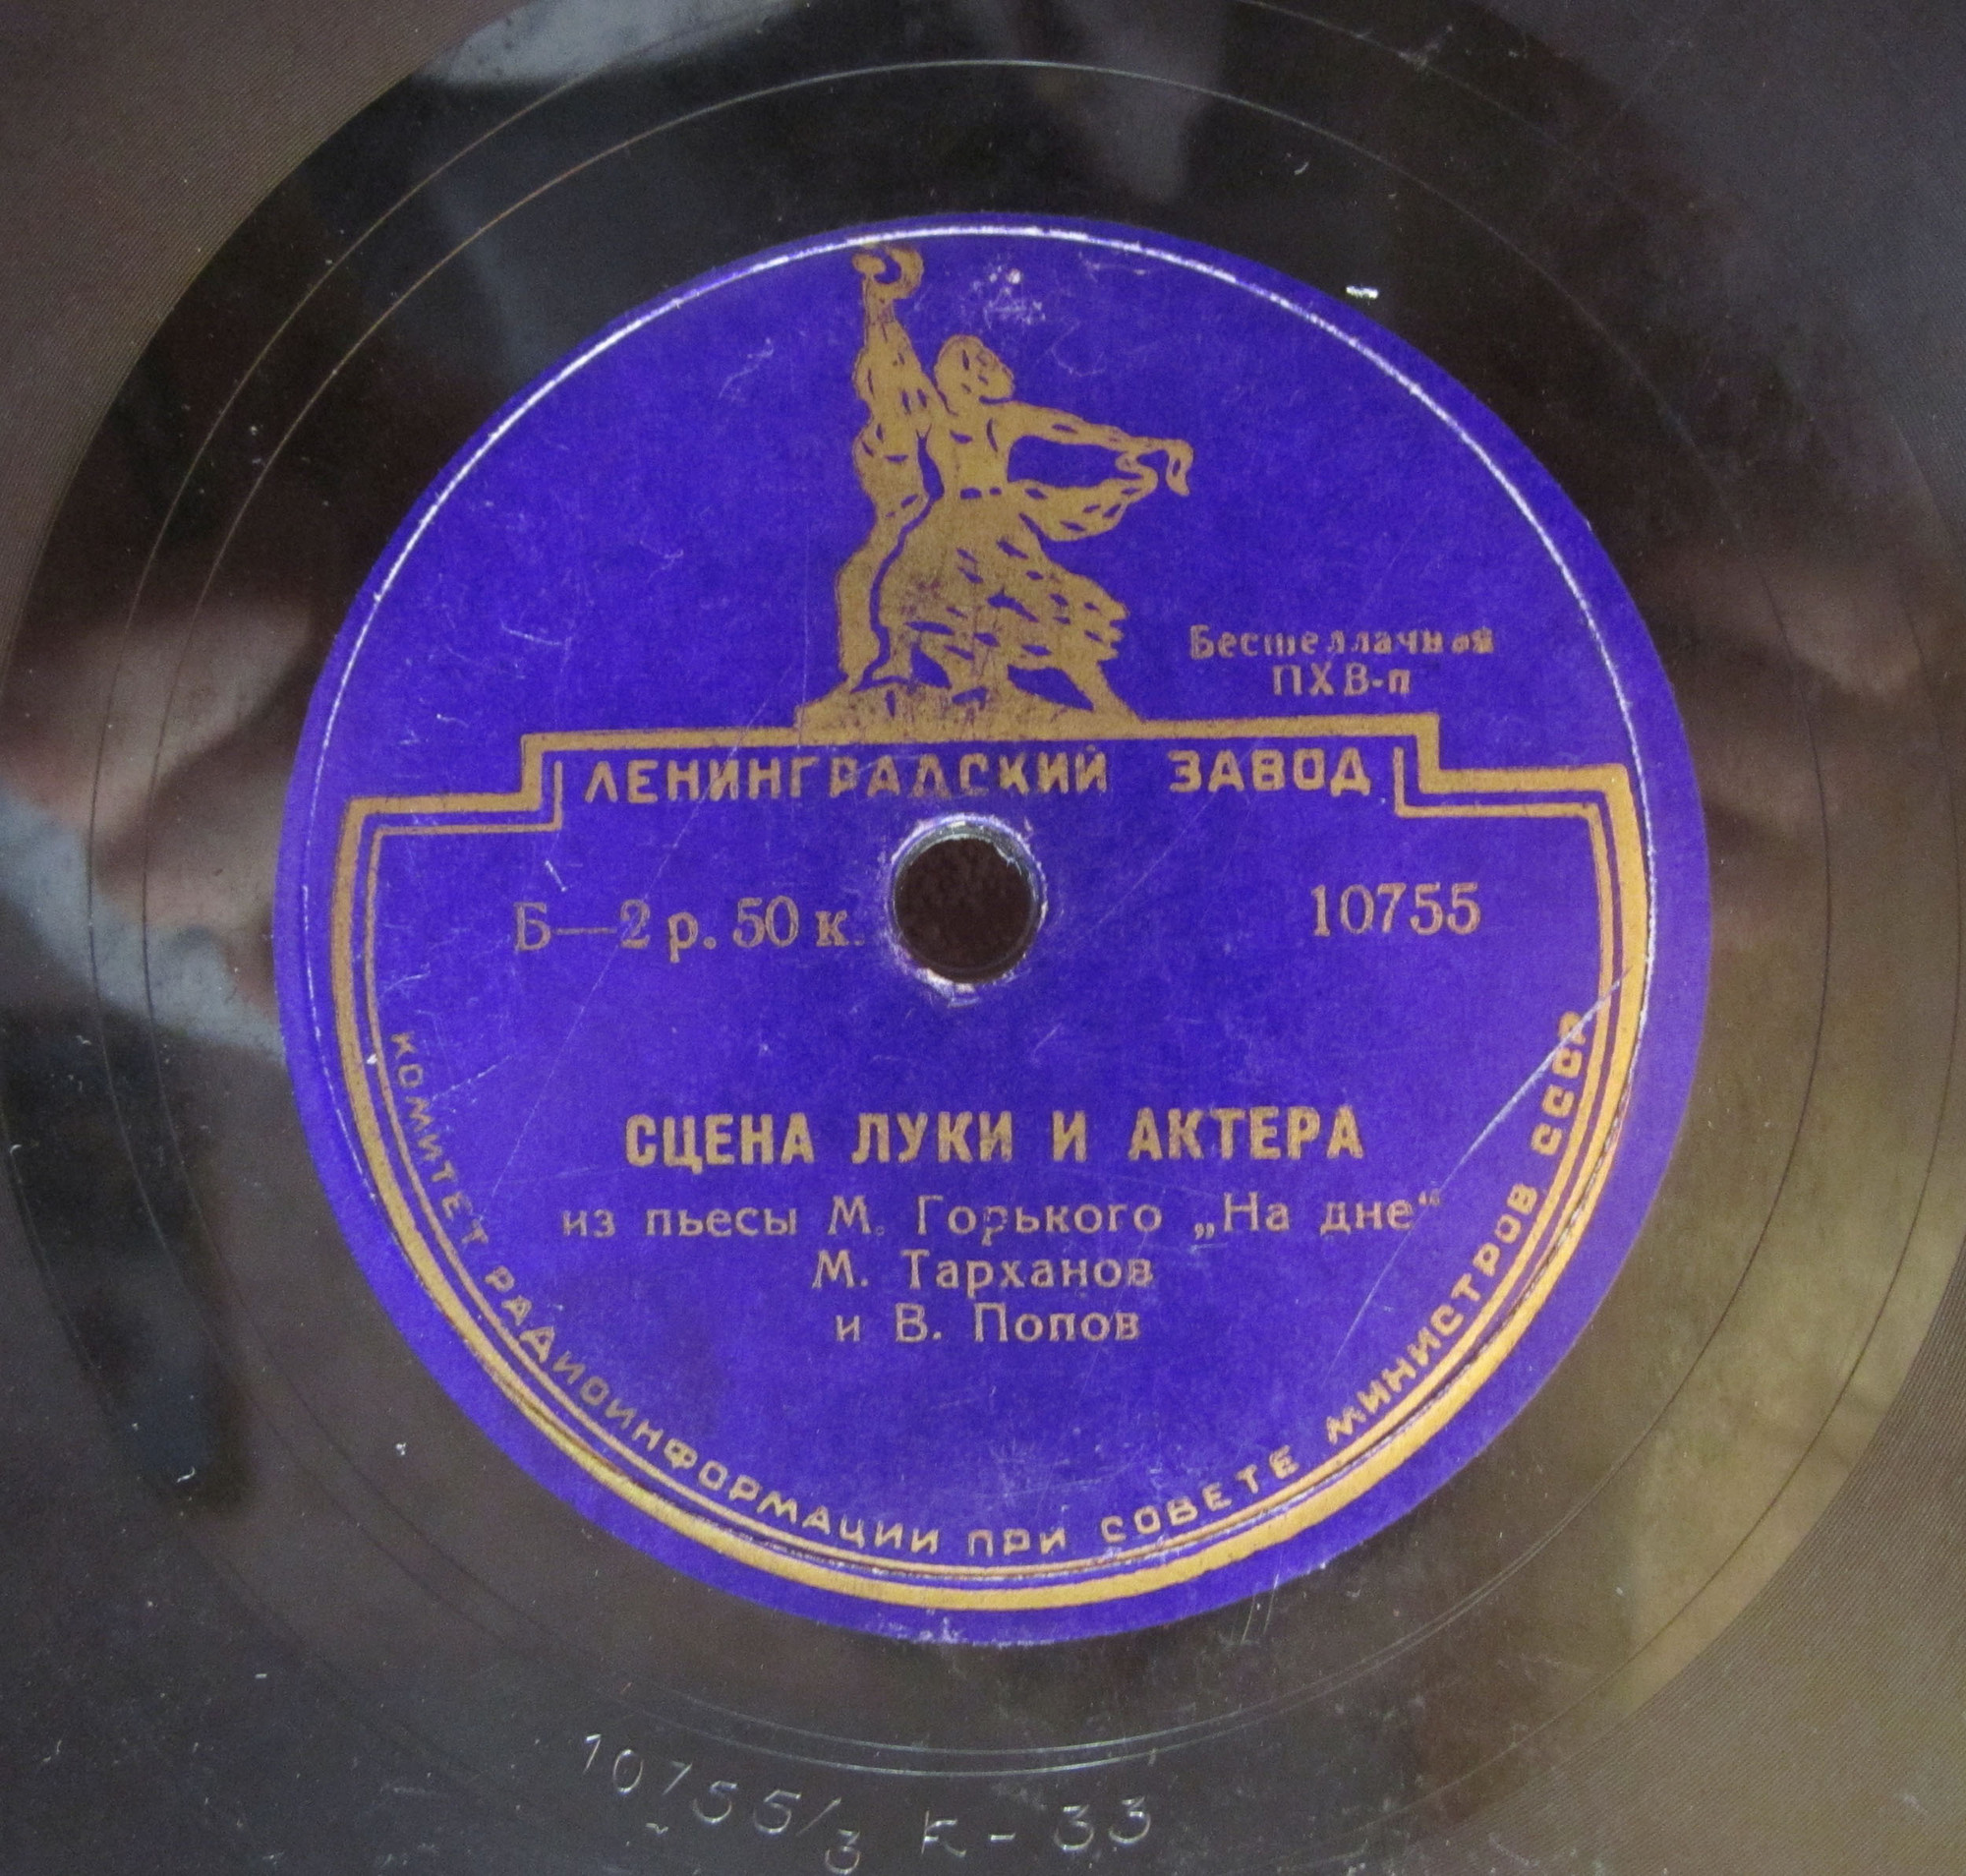 Бесшеллачная
ПХВ-п
ЛЕНИНГРАДСКИЙ ЗАВОД
Б—2 р. 50 к.
10755
СЦЕНА ЛУКИ И АКТЕРА
из пьесы М. Горького „На дне“
М. Тарханов
и В. Попов
КОМИТЕТ РАДИОИНФОРМАЦИИ ПРИ СОВЕТЕ МИНИСТРОВ СССР
10755/3 К-33